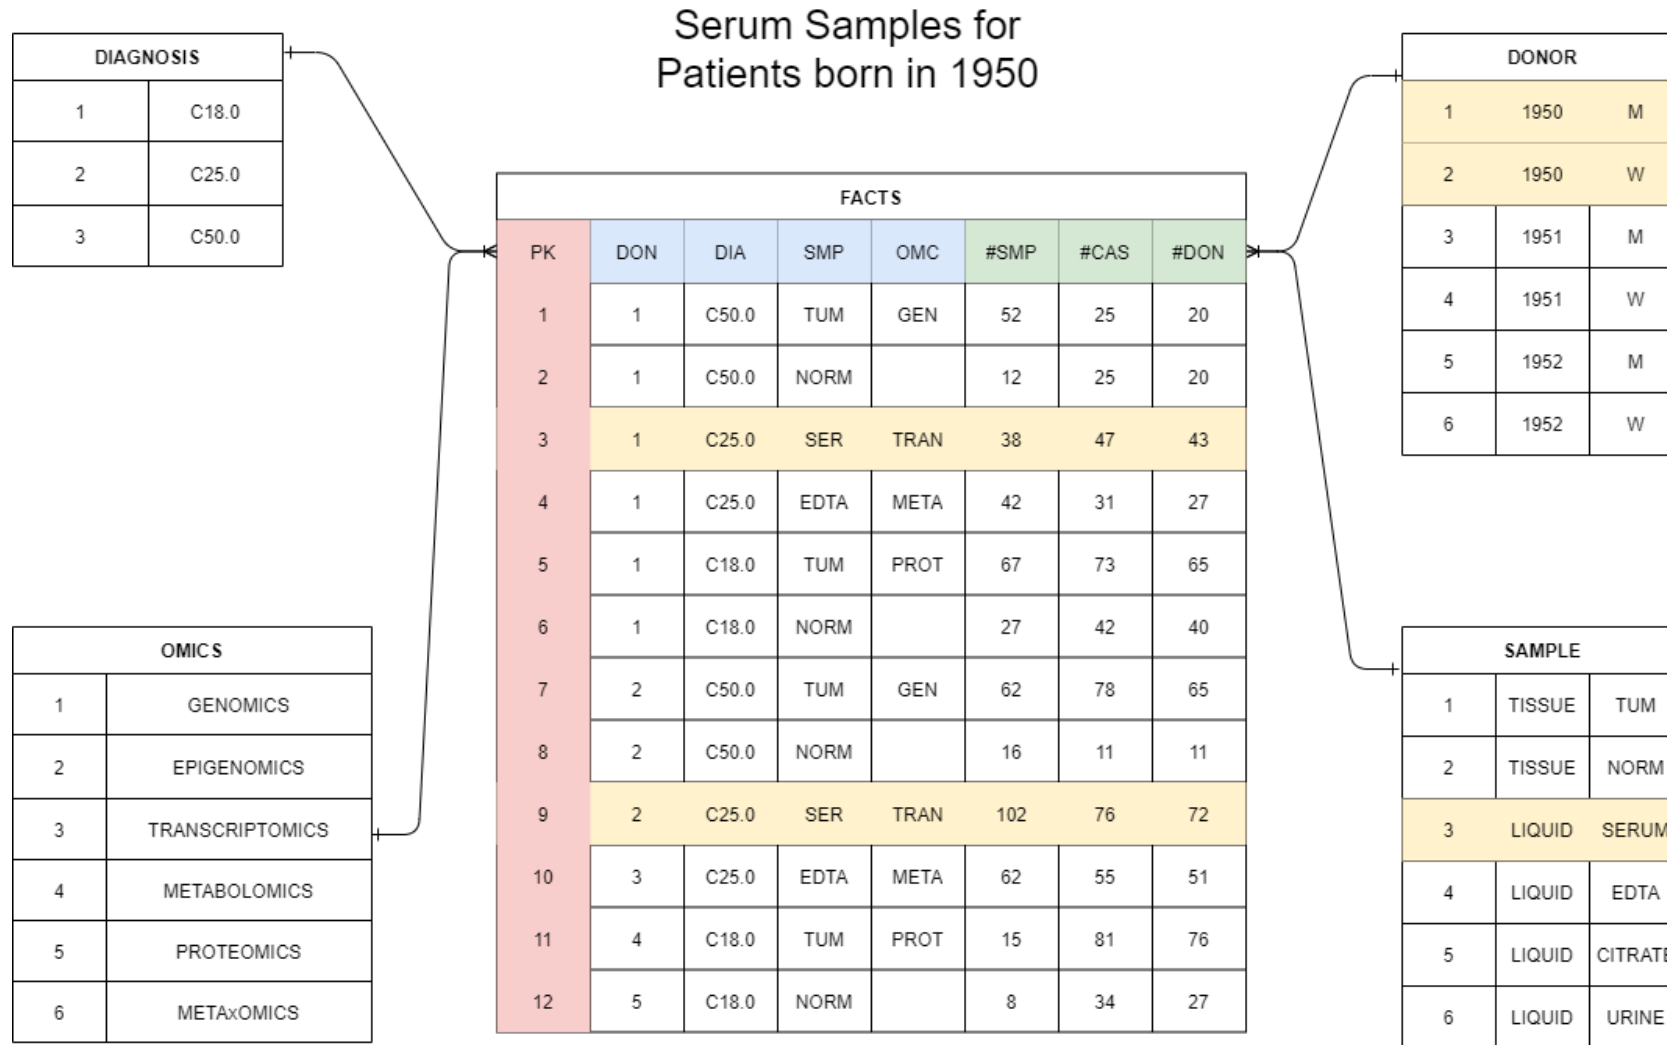 Serum Samples for
Patients born in 1950
DIAGNOSIS
1 C18.0
2 C25.0
3 C50.0
OMICS
1 GENOMICS
2 EPIGENOMICS
3 TRANSCRIPTOMICS
4 METABOLOMICS
5 PROTEOMICS
6 METAxOMICS
FACTS
PK DON DIA SMP OMC #SMP #CAS #DON
1 1 C50.0 TUM GEN 52 25 20
2 1 C50.0 NORM 12 25 20
3 1 C25.0 SER TRAN 38 47 43
4 1 C25.0 EDTA META 42 31 27
5 1 C18.0 TUM PROT 67 73 65
6 1 C18.0 NORM 27 42 40
7 2 C50.0 TUM GEN 62 78 65
8 2 C50.0 NORM 16 11 11
9 2 C25.0 SER TRAN 102 76 72
10 3 C25.0 EDTA META 62 55 51
11 4 C18.0 TUM PROT 15 81 76
12 5 C18.0 NORM 8 34 27
DONOR
1 1950 M
2 1950 W
3 1951 M
4 1951 W
5 1952 M
6 1952 W
SAMPLE
1 TISSUE TUM
2 TISSUE NORM
3 LIQUID SERUM
4 LIQUID EDTA
5 LIQUID CITRATE
6 LIQUID URINE